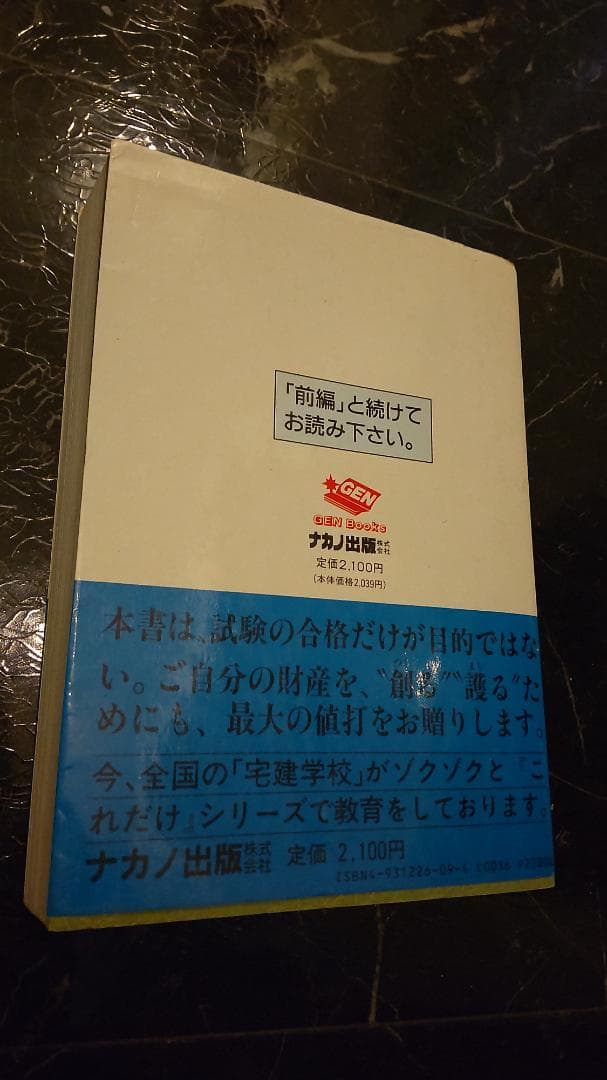 「前編」と続けて
お読み下さい。
GEN
GEN Books
ナカノ出版株式会社
定価2,100円
(本体価格2,039円)
本書は、試験の合格だけが目的ではな
い。ご自分の財産を、〝創る〟〝護る〟た
めにも、最大の値打をお贈りします。
今、全国の「宅建学校」がゾクゾクと『こ
れだけ』シリーズで教育をしております。
ナカノ出版株式会社 定価 2,100円
ISBN4-931226-09-4